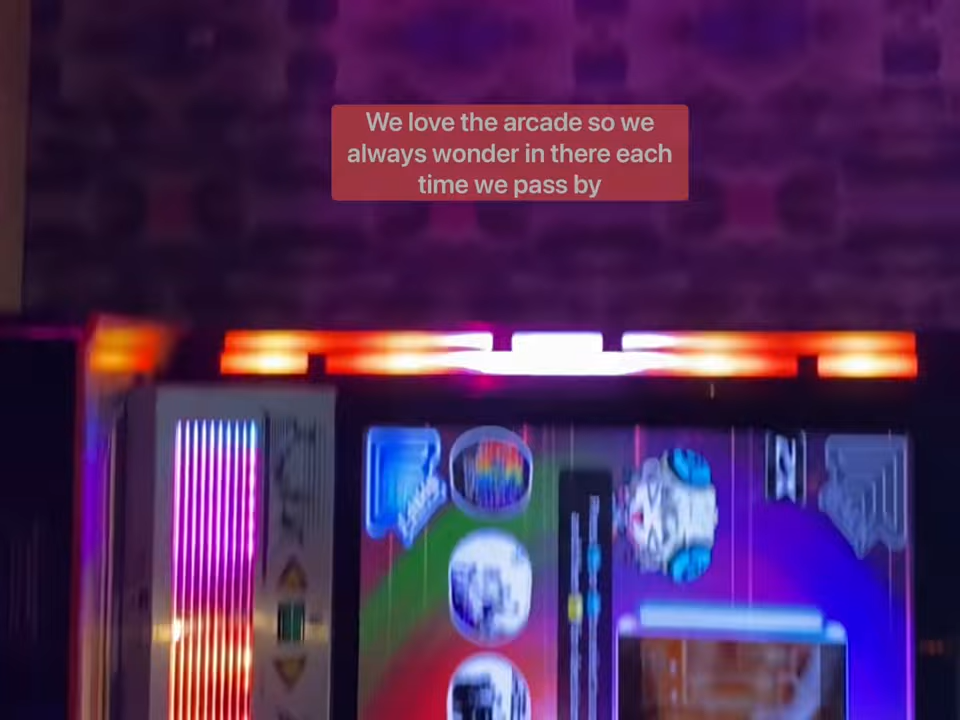 We love the arcade so we
always wonder in there each
time we pass by